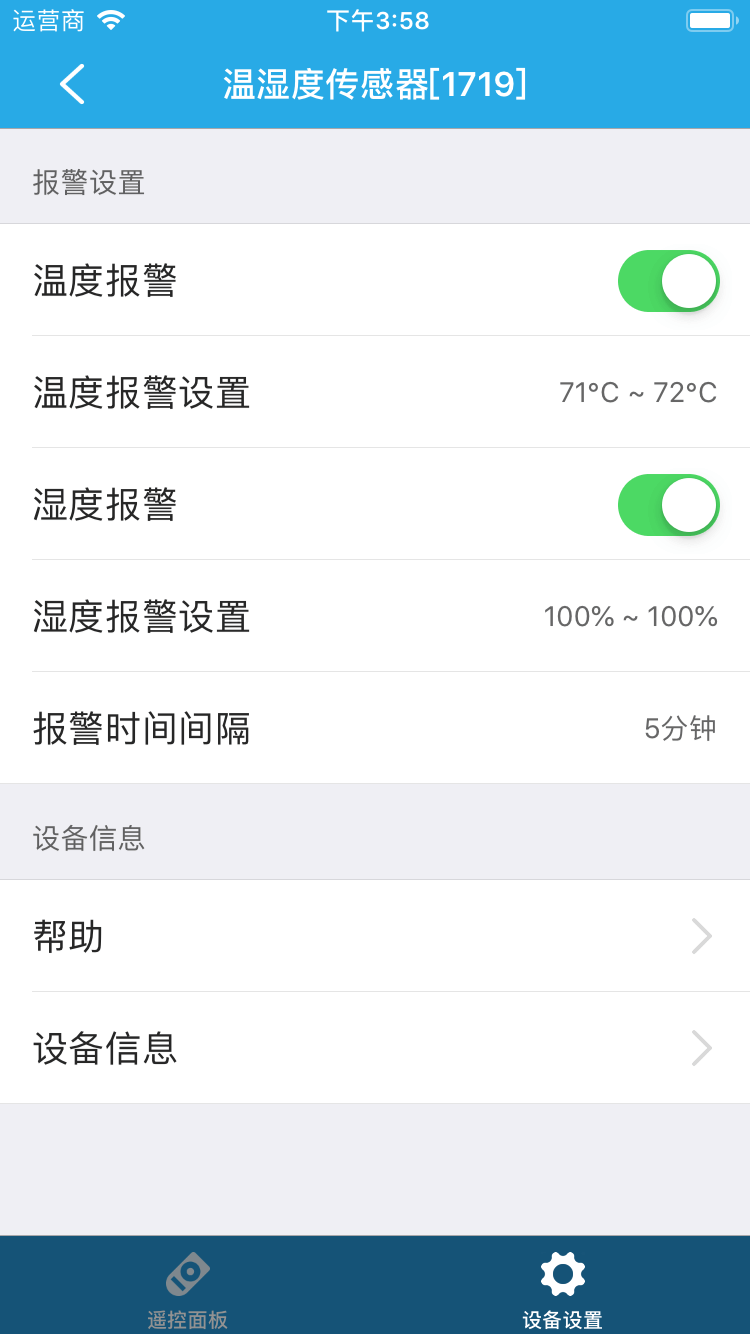 运营商 下午3:58
温湿度传感器[1719]
报警设置
温度报警
温度报警设置 71°C ~ 72°C
湿度报警
湿度报警设置 100% ~ 100%
报警时间间隔 5分钟
设备信息
帮助
设备信息
遥控面板 设备设置